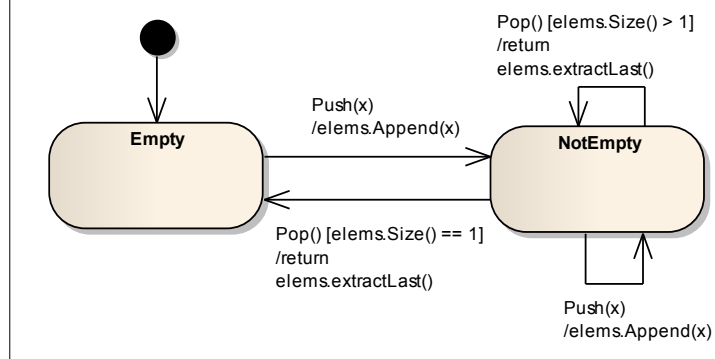 Pop() [elems.Size() > 1]
/return
elems.extractLast()
Push(x)
/elems.Append(x)
Empty
NotEmpty
Pop() [elems.Size() == 1]
/return
elems.extractLast()
Push(x)
/elems.Append(x)